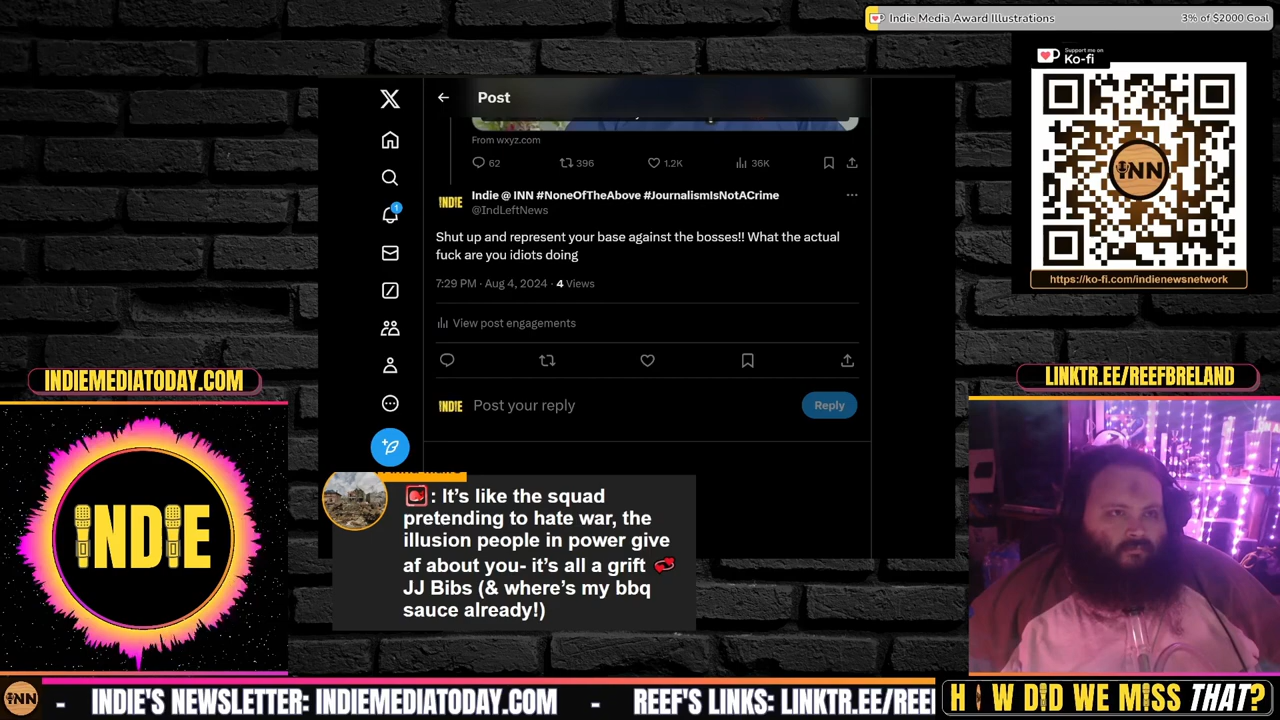 Indie Media Award Illustrations
3% of $2000 Goal
Support me on
Ko-fi
INN
https://ko-fi.com/indienewsnetwork
Post
From wxyz.com
62
396
1.2K
36K
1
INDIE
Indie @ INN #NoneOfTheAbove #JournalismIsNotACrime
@IndLeftNews
Shut up and represent your base against the bosses!! What the actual
fuck are you idiots doing
7:29 PM · Aug 4, 2024 · 4 Views
View post engagements
INDIE
Post your reply
Reply
INDIEMEDIATODAY.COM
LINKTR.EE/REEFBRELAND
INDIE
: It's like the squad
pretending to hate war, the
illusion people in power give
af about you- it's all a grift
JJ Bibs (& where's my bbq
sauce already!)
INN
- INDIE'S NEWSLETTER: INDIEMEDIATODAY.COM - REEF'S LINKS: LINKTR.EE/REEI
HOW DID WE MISS THAT?